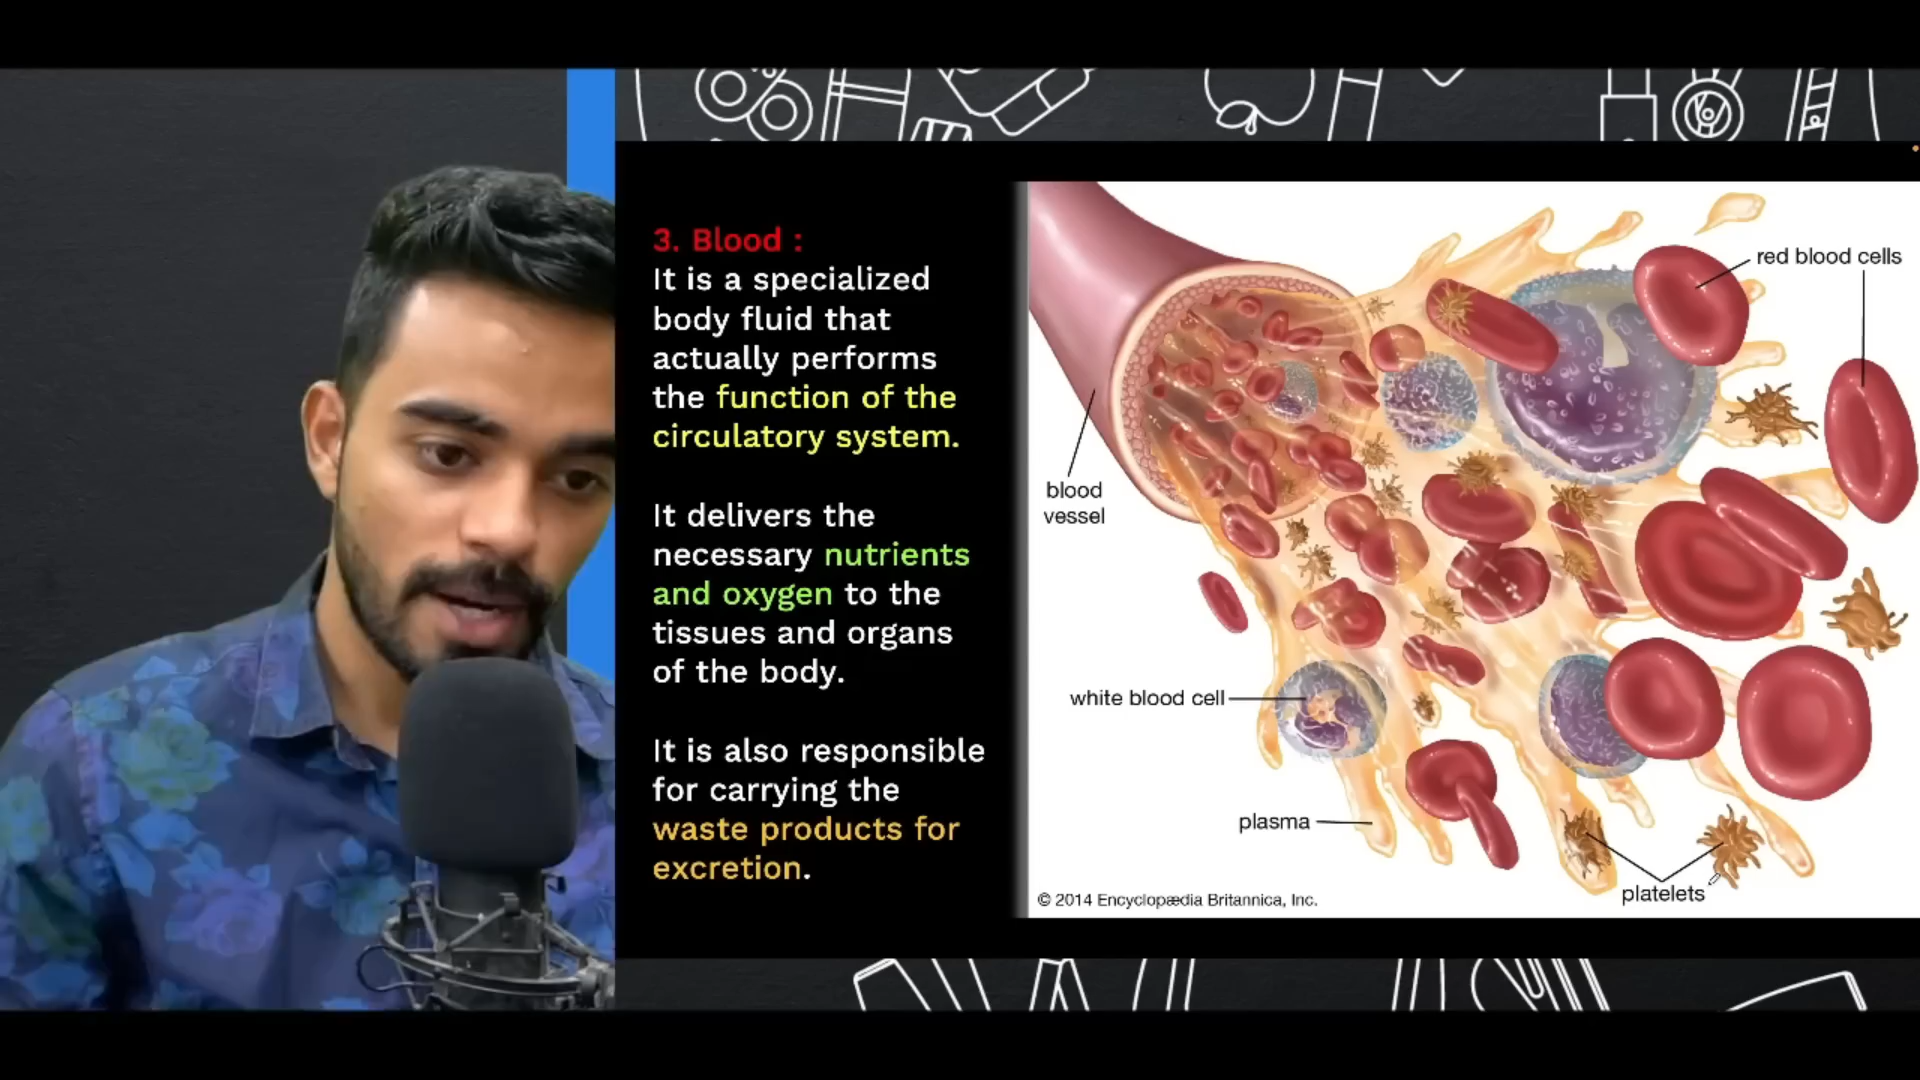 3. Blood :
It is a specialized
body fluid that
actually performs
the function of the
circulatory system.
It delivers the
necessary nutrients
and oxygen to the
tissues and organs
of the body.
It is also responsible
for carrying the
waste products for
excretion.
red blood cells
blood
vessel
white blood cell
plasma
platelets
© 2014 Encyclopædia Britannica, Inc.